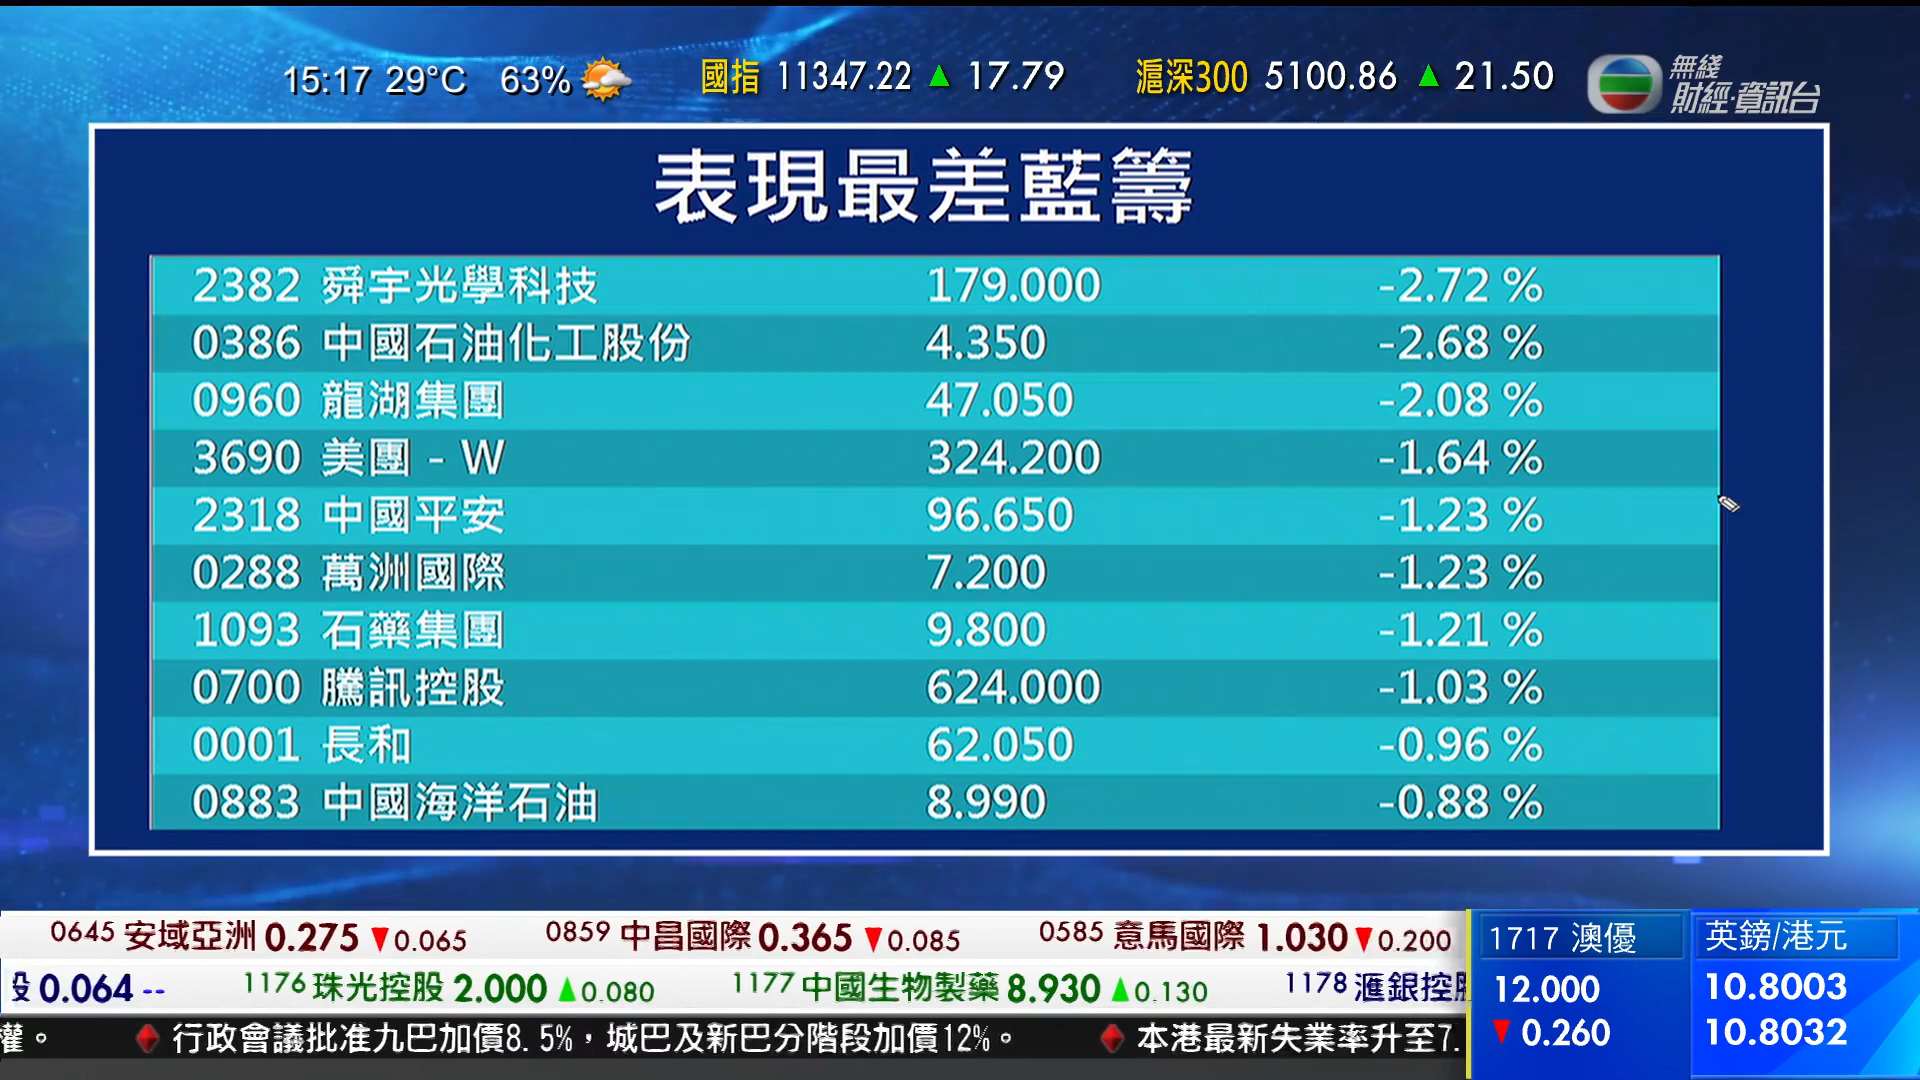 15:17 29°C 63% 國指 11347.22 ▲ 17.79 滬深300 5100.86 ▲ 21.50
無綫
財經·資訊台
表現最差藍籌
2382 舜宇光學科技 179.000 -2.72 %
0386 中國石油化工股份 4.350 -2.68 %
0960 龍湖集團 47.050 -2.08 %
3690 美團 - W 324.200 -1.64 %
2318 中國平安 96.650 -1.23 %
0288 萬洲國際 7.200 -1.23 %
1093 石藥集團 9.800 -1.21 %
0700 騰訊控股 624.000 -1.03 %
0001 長和 62.050 -0.96 %
0883 中國海洋石油 8.990 -0.88 %
0645 安域亞洲 0.275 ▼0.065 0859 中昌國際 0.365 ▼0.085 0585 意馬國際 1.030 ▼0.200
0.064 -- 1176 珠光控股 2.000 ▲0.080 1177 中國生物製藥 8.930 ▲0.130 1178 滙銀控股
權。 ◆ 行政會議批准九巴加價8.5%，城巴及新巴分階段加價12%。 ◆ 本港最新失業率升至7.
1717 澳優
12.000
▼ 0.260
英鎊/港元
10.8003
10.8032